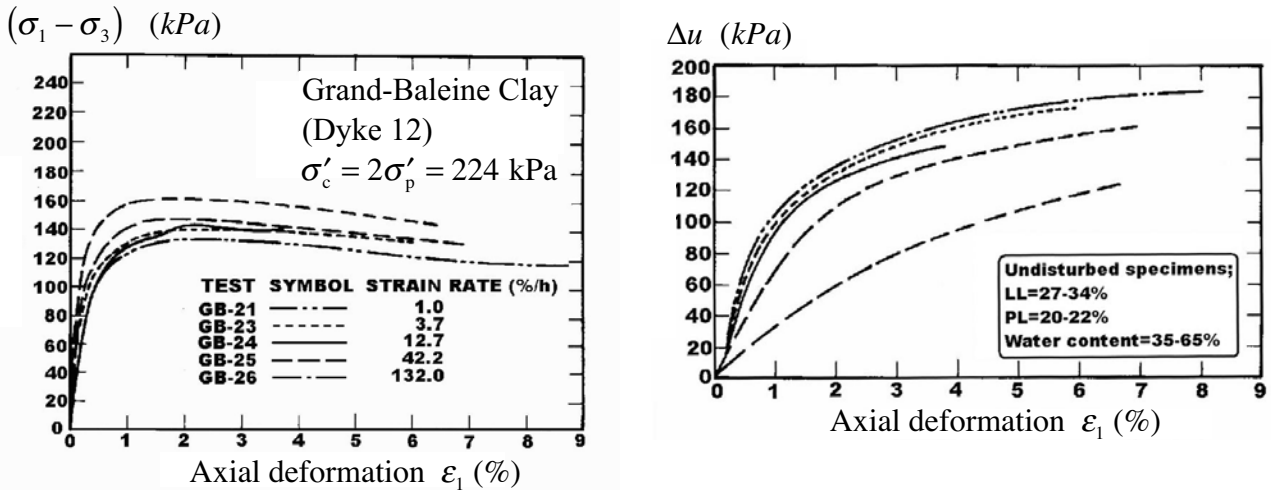 (σ₁ − σ₃) (kPa)
240
220
200
180
160
140
120
100
80
60
40
20
0
0 1 2 3 4 5 6 7 8 9
Axial deformation ε₁ (%)
Grand-Baleine Clay
(Dyke 12)
σ′c = 2σ′p = 224 kPa
TEST SYMBOL STRAIN RATE (%/h)
GB-21 1.0
GB-23 3.7
GB-24 12.7
GB-25 42.2
GB-26 132.0
Δu (kPa)
200
180
160
140
120
100
80
60
40
20
0
0 1 2 3 4 5 6 7 8 9
Axial deformation ε₁ (%)
Undisturbed specimens;
LL=27-34%
PL=20-22%
Water content=35-65%